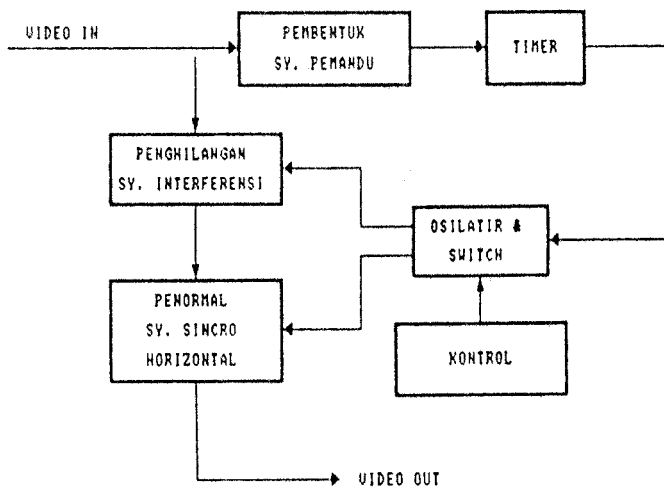 VIDEO IN
PEMBENTUK
SY. PEMANDU
TIMER
PENGHILANGAN
SY. INTERFERENSI
OSILATIR &
SWITCH
PENORMAL
SY. SINCRO
HORIZONTAL
KONTROL
VIDEO OUT